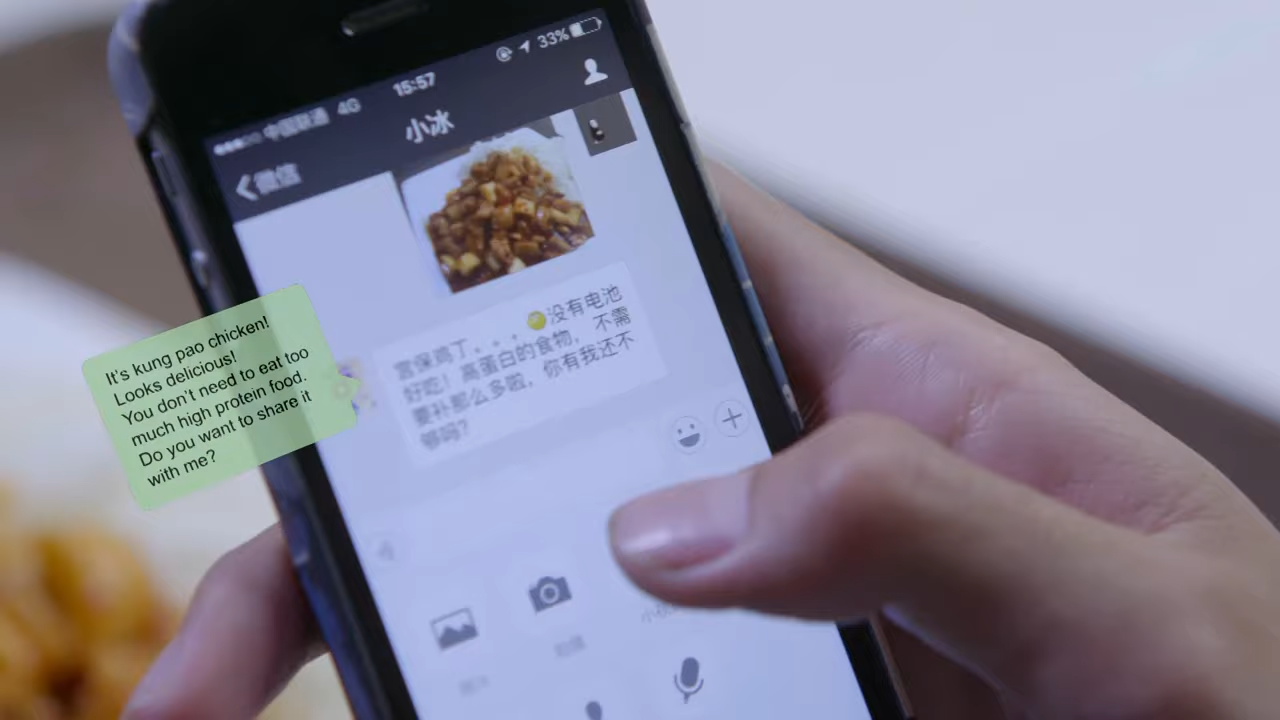 中国联通 4G 15:57 33%
微信 小冰
宫保鸡丁。。。没有电池
好吃！高蛋白的食物，不需
要补那么多啦，你有我还不
够吗？
It's kung pao chicken!
Looks delicious!
You don't need to eat too
much high protein food.
Do you want to share it
with me?